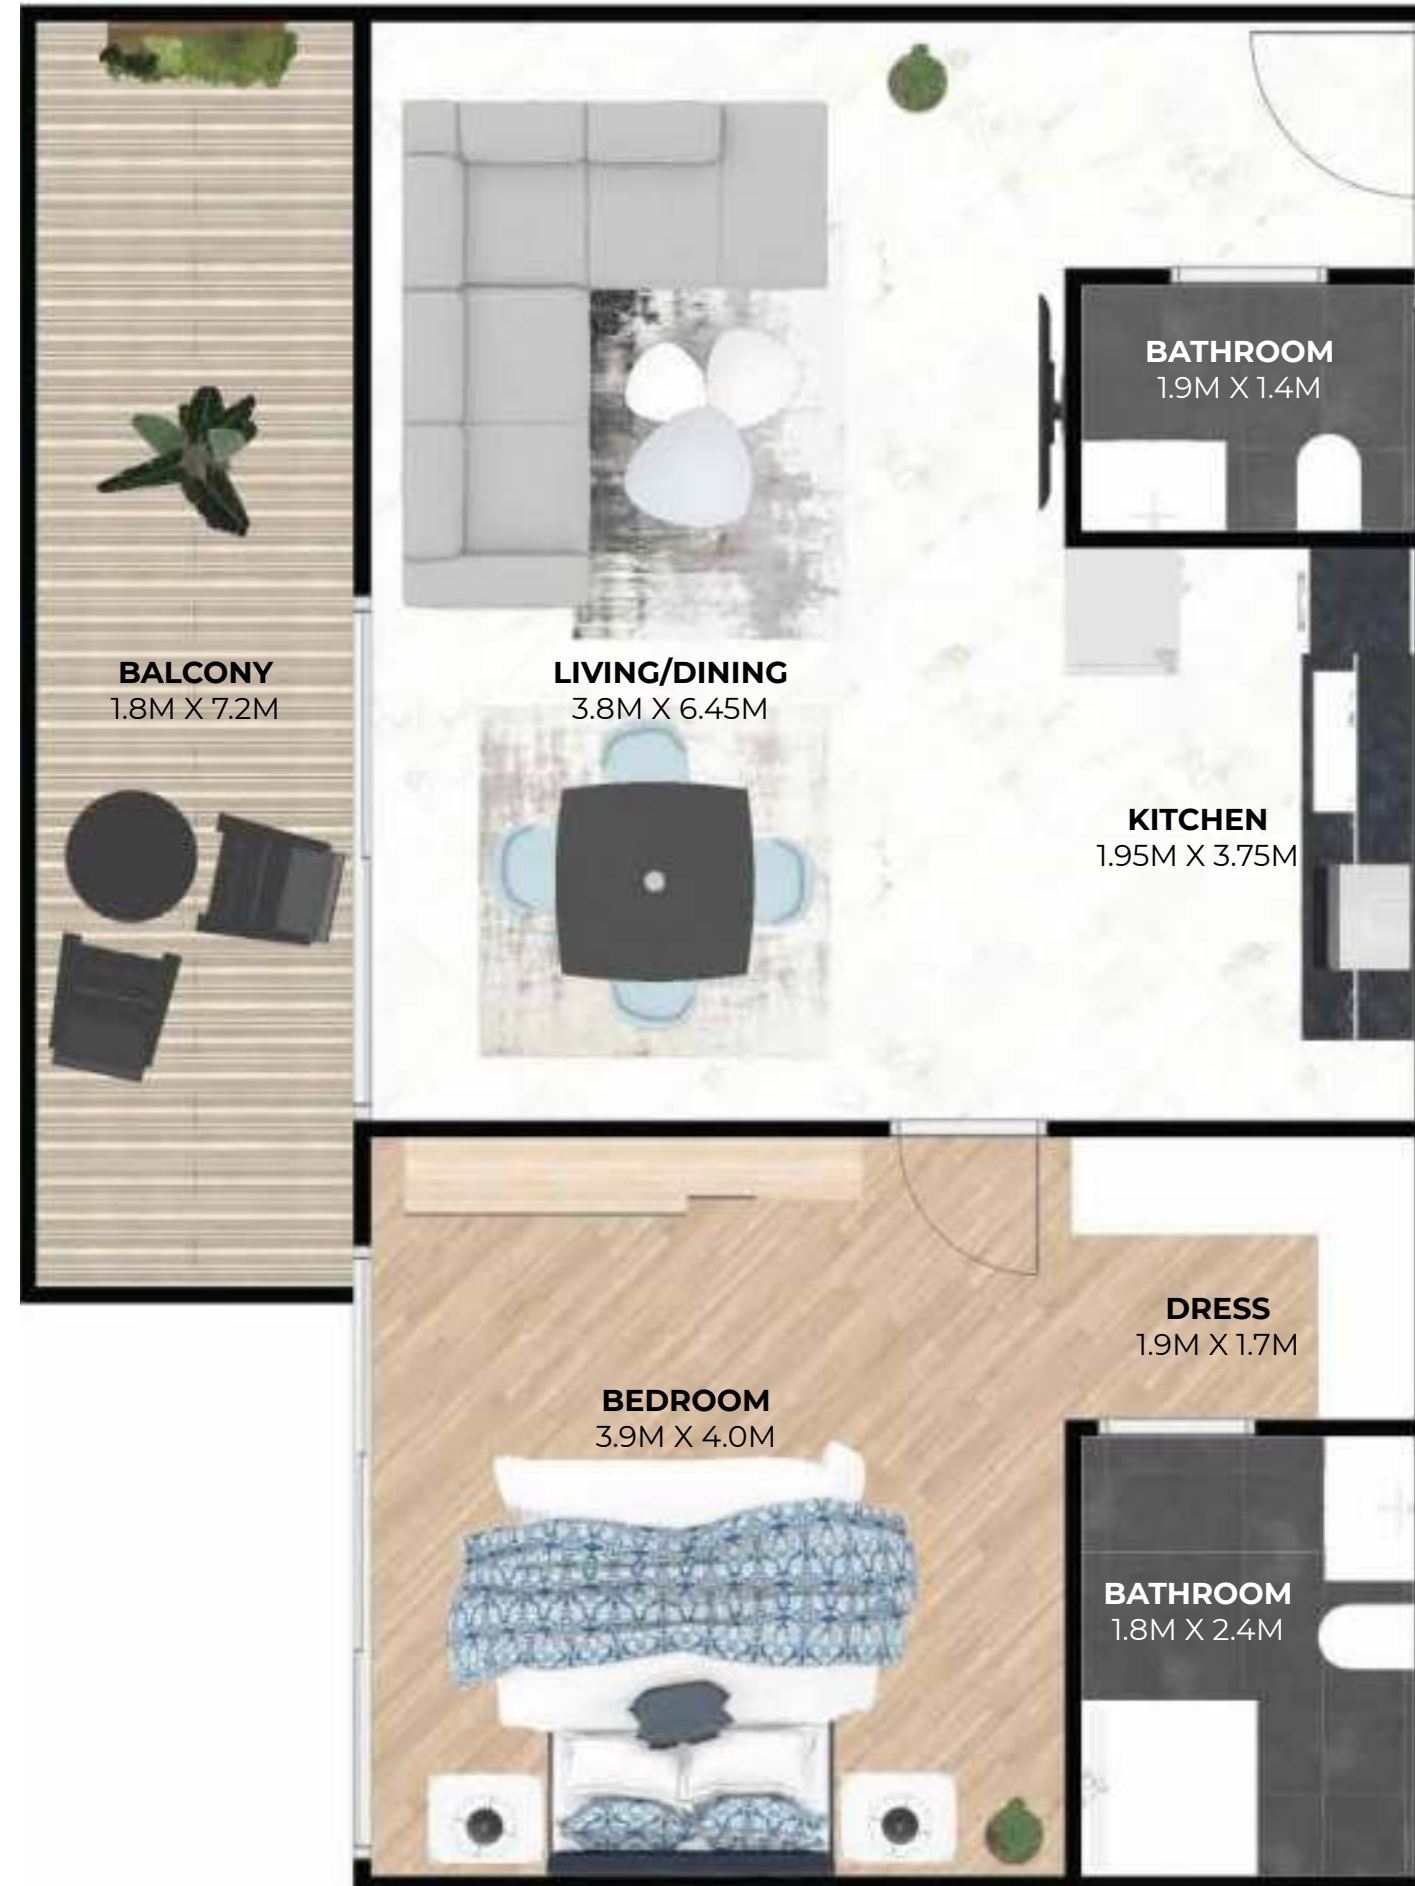 BATHROOM
1.9M X 1.4M
BALCONY
1.8M X 7.2M
LIVING/DINING
3.8M X 6.45M
KITCHEN
1.95M X 3.75M
DRESS
1.9M X 1.7M
BEDROOM
3.9M X 4.0M
BATHROOM
1.8M X 2.4M